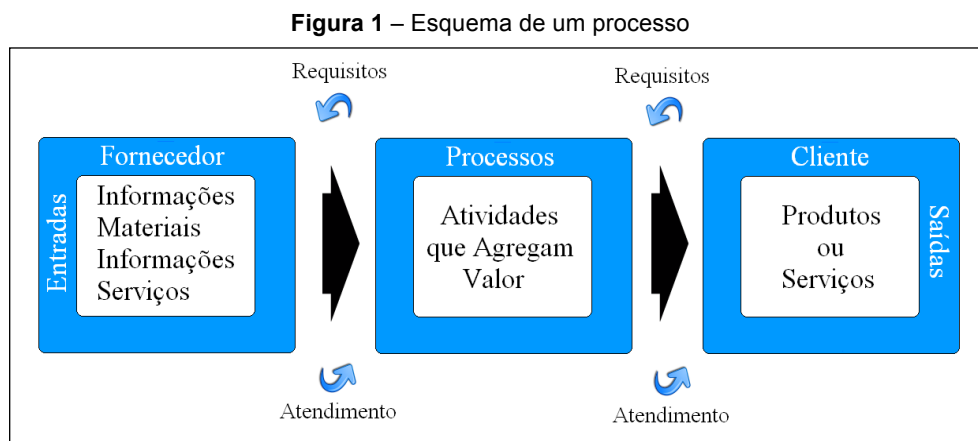 Figura 1 – Esquema de um processo
Requisitos
Requisitos
Fornecedor
Entradas
Informações
Materiais
Informações
Serviços
Processos
Atividades
que Agregam
Valor
Cliente
Produtos
ou
Serviços
Saídas
Atendimento
Atendimento